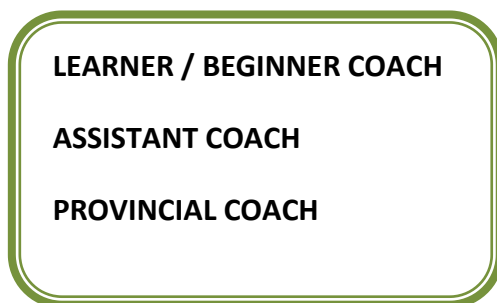 LEARNER / BEGINNER COACH
ASSISTANT COACH
PROVINCIAL COACH